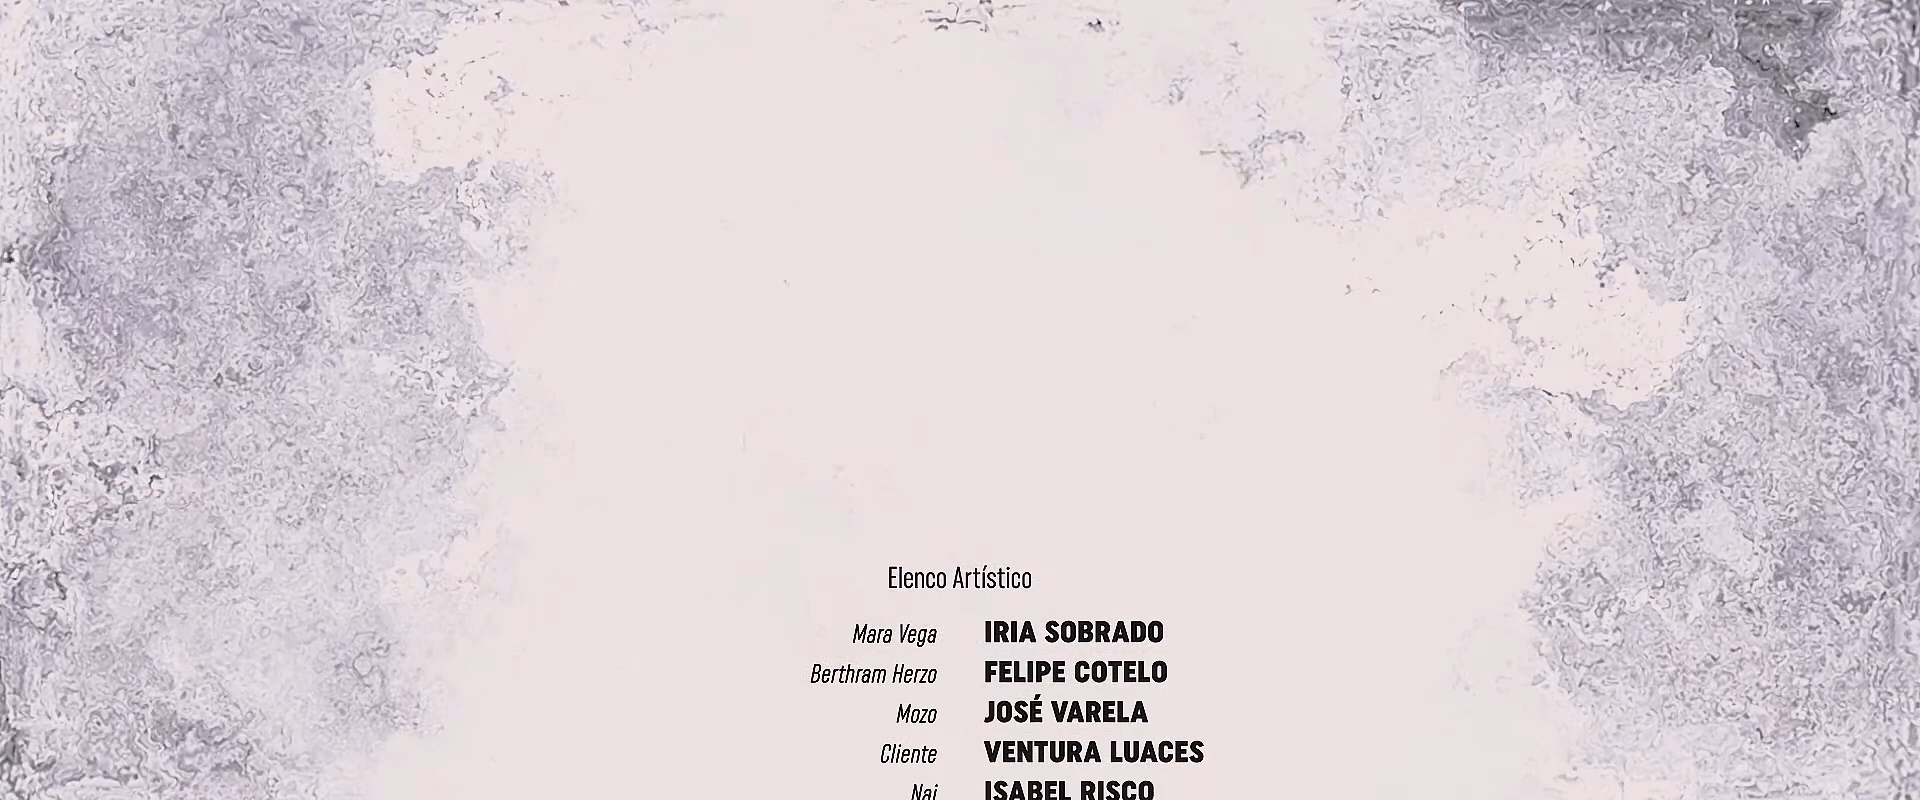 Elenco Artístico
Mara Vega IRIA SOBRADO
Berthram Herzo FELIPE COTELO
Mozo JOSÉ VARELA
Cliente VENTURA LUACES
Nai ISABEL RISCO